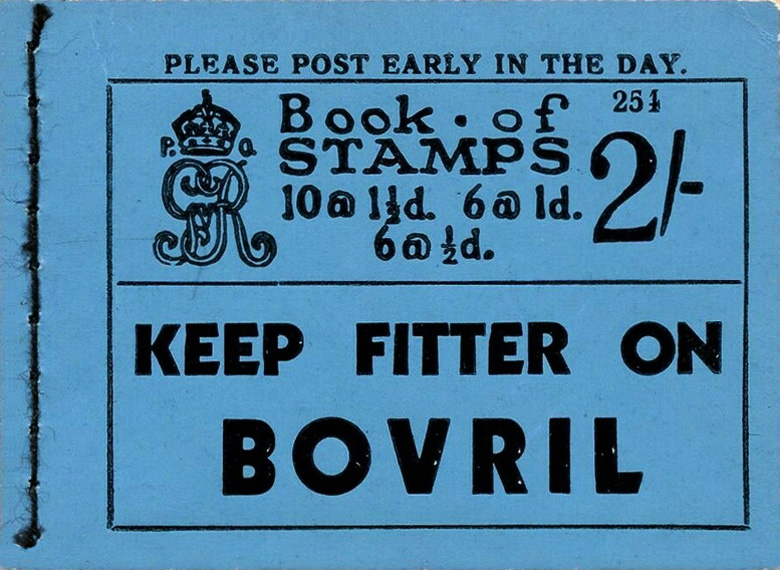 PLEASE POST EARLY IN THE DAY.
254
P. O.
GR
Book · of
STAMPS
2/-
10@1½d. 6@1d.
6@½d.
KEEP FITTER ON
BOVRIL